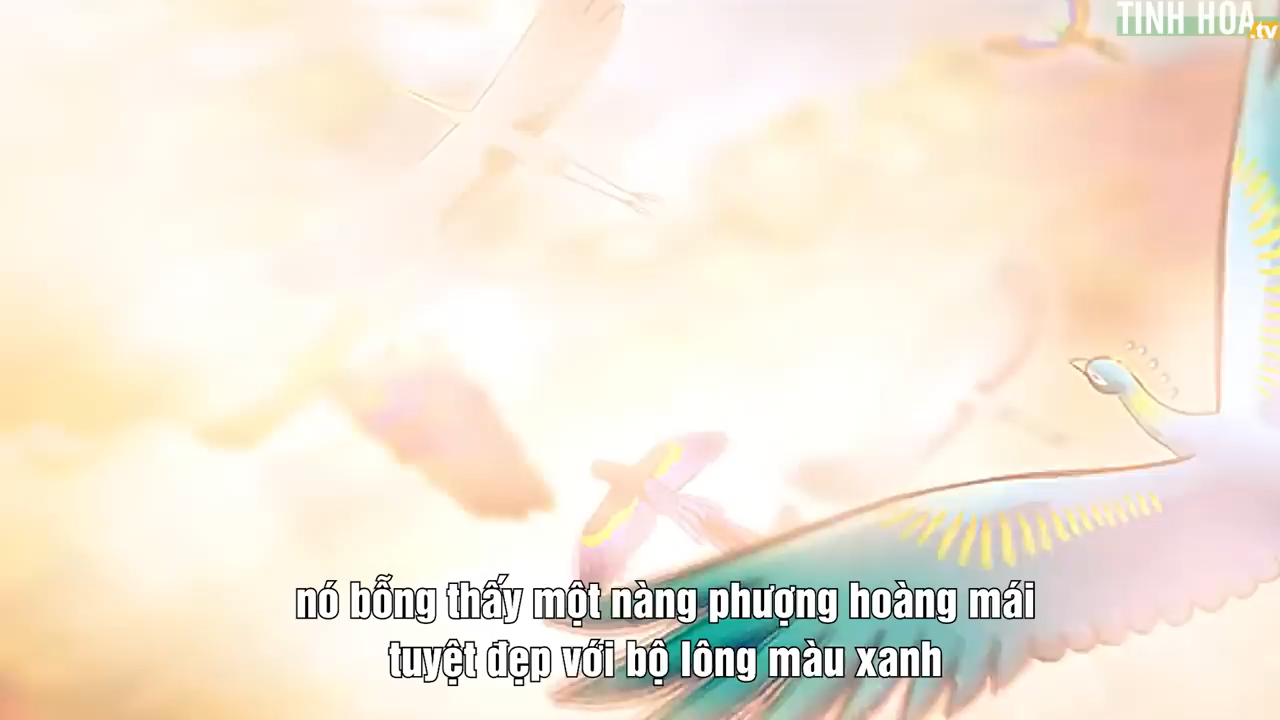 TINH HOA.tv
nó bỗng thấy một nàng phượng hoàng mái
tuyệt đẹp với bộ lông màu xanh